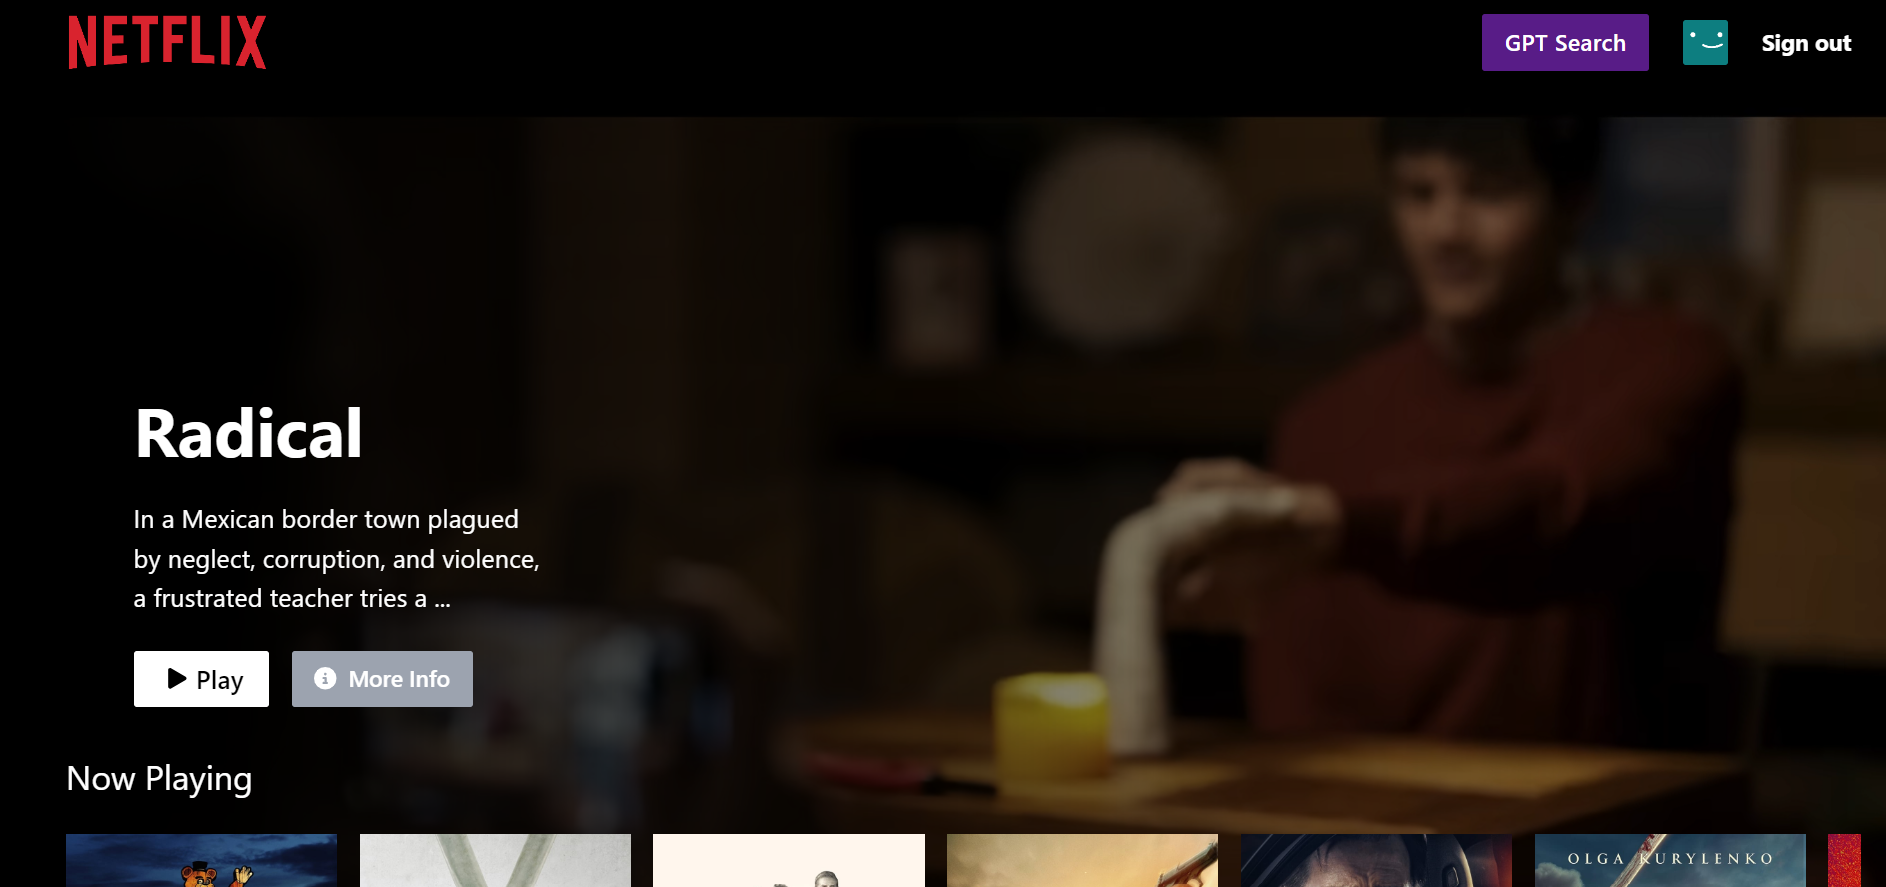 NETFLIX
GPT Search
Sign out
Radical
In a Mexican border town plagued
by neglect, corruption, and violence,
a frustrated teacher tries a ...
Play
More Info
Now Playing
OLGA KURYLENKO